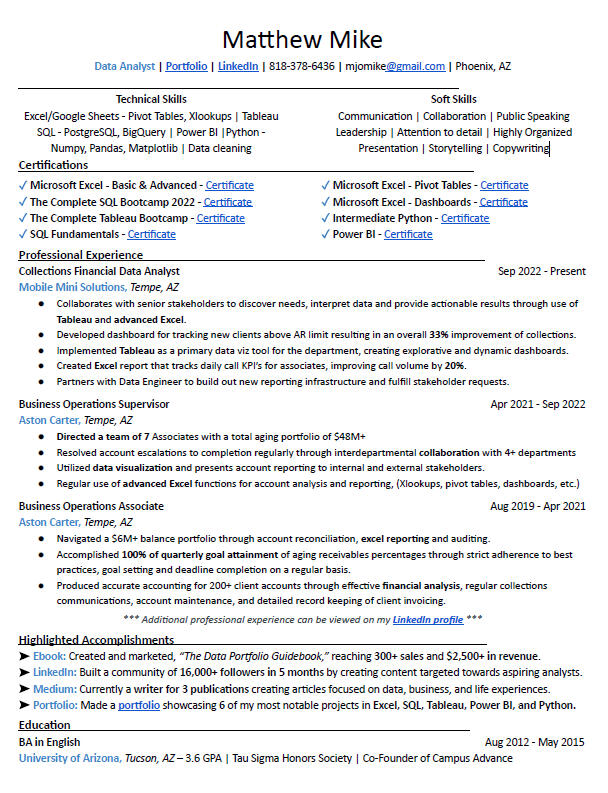 Matthew Mike
Data Analyst | Portfolio | LinkedIn | 818-378-6436 | mjomike@gmail.com | Phoenix, AZ
Technical Skills
Excel/Google Sheets - Pivot Tables, Xlookups | Tableau
SQL - PostgreSQL, BigQuery | Power BI |Python -
Numpy, Pandas, Matplotlib | Data cleaning
Soft Skills
Communication | Collaboration | Public Speaking
Leadership | Attention to detail | Highly Organized
Presentation | Storytelling | Copywriting
Certifications
✓ Microsoft Excel - Basic & Advanced - Certificate
✓ The Complete SQL Bootcamp 2022 - Certificate
✓ The Complete Tableau Bootcamp - Certificate
✓ SQL Fundamentals - Certificate
✓ Microsoft Excel - Pivot Tables - Certificate
✓ Microsoft Excel - Dashboards - Certificate
✓ Intermediate Python - Certificate
✓ Power BI - Certificate
Professional Experience
Collections Financial Data Analyst Sep 2022 - Present
Mobile Mini Solutions, Tempe, AZ
● Collaborates with senior stakeholders to discover needs, interpret data and provide actionable results through use of
Tableau and advanced Excel.
● Developed dashboard for tracking new clients above AR limit resulting in an overall 33% improvement of collections.
● Implemented Tableau as a primary data viz tool for the department, creating explorative and dynamic dashboards.
● Created Excel report that tracks daily call KPI's for associates, improving call volume by 20%.
● Partners with Data Engineer to build out new reporting infrastructure and fulfill stakeholder requests.
Business Operations Supervisor Apr 2021 - Sep 2022
Aston Carter, Tempe, AZ
● Directed a team of 7 Associates with a total aging portfolio of $48M+
● Resolved account escalations to completion regularly through interdepartmental collaboration with 4+ departments
● Utilized data visualization and presents account reporting to internal and external stakeholders.
● Regular use of advanced Excel functions for account analysis and reporting, (Xlookups, pivot tables, dashboards, etc.)
Business Operations Associate Aug 2019 - Apr 2021
Aston Carter, Tempe, AZ
● Navigated a $6M+ balance portfolio through account reconciliation, excel reporting and auditing.
● Accomplished 100% of quarterly goal attainment of aging receivables percentages through strict adherence to best
practices, goal setting and deadline completion on a regular basis.
● Produced accurate accounting for 200+ client accounts through effective financial analysis, regular collections
communications, account maintenance, and detailed record keeping of client invoicing.
*** Additional professional experience can be viewed on my LinkedIn profile ***
Highlighted Accomplishments
➤ Ebook: Created and marketed, "The Data Portfolio Guidebook," reaching 300+ sales and $2,500+ in revenue.
➤ LinkedIn: Built a community of 16,000+ followers in 5 months by creating content targeted towards aspiring analysts.
➤ Medium: Currently a writer for 3 publications creating articles focused on data, business, and life experiences.
➤ Portfolio: Made a portfolio showcasing 6 of my most notable projects in Excel, SQL, Tableau, Power BI, and Python.
Education
BA in English Aug 2012 - May 2015
University of Arizona, Tucson, AZ – 3.6 GPA | Tau Sigma Honors Society | Co-Founder of Campus Advance